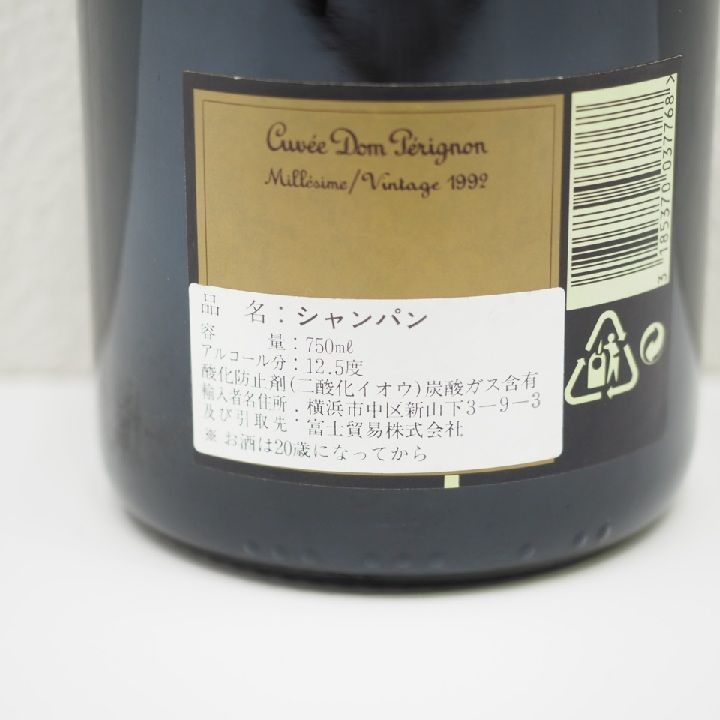 Cuvée Dom Pérignon
Millésime/Vintage 1992
3 185370 037768>
品名：シャンパン
容量：750ml
アルコール分：12.5度
酸化防止剤(二酸化イオウ)炭酸ガス含有
輸入者名住所．横浜市中区新山下3－9－3
及び引取先：富士貿易株式会社
※お酒は20歳になってから